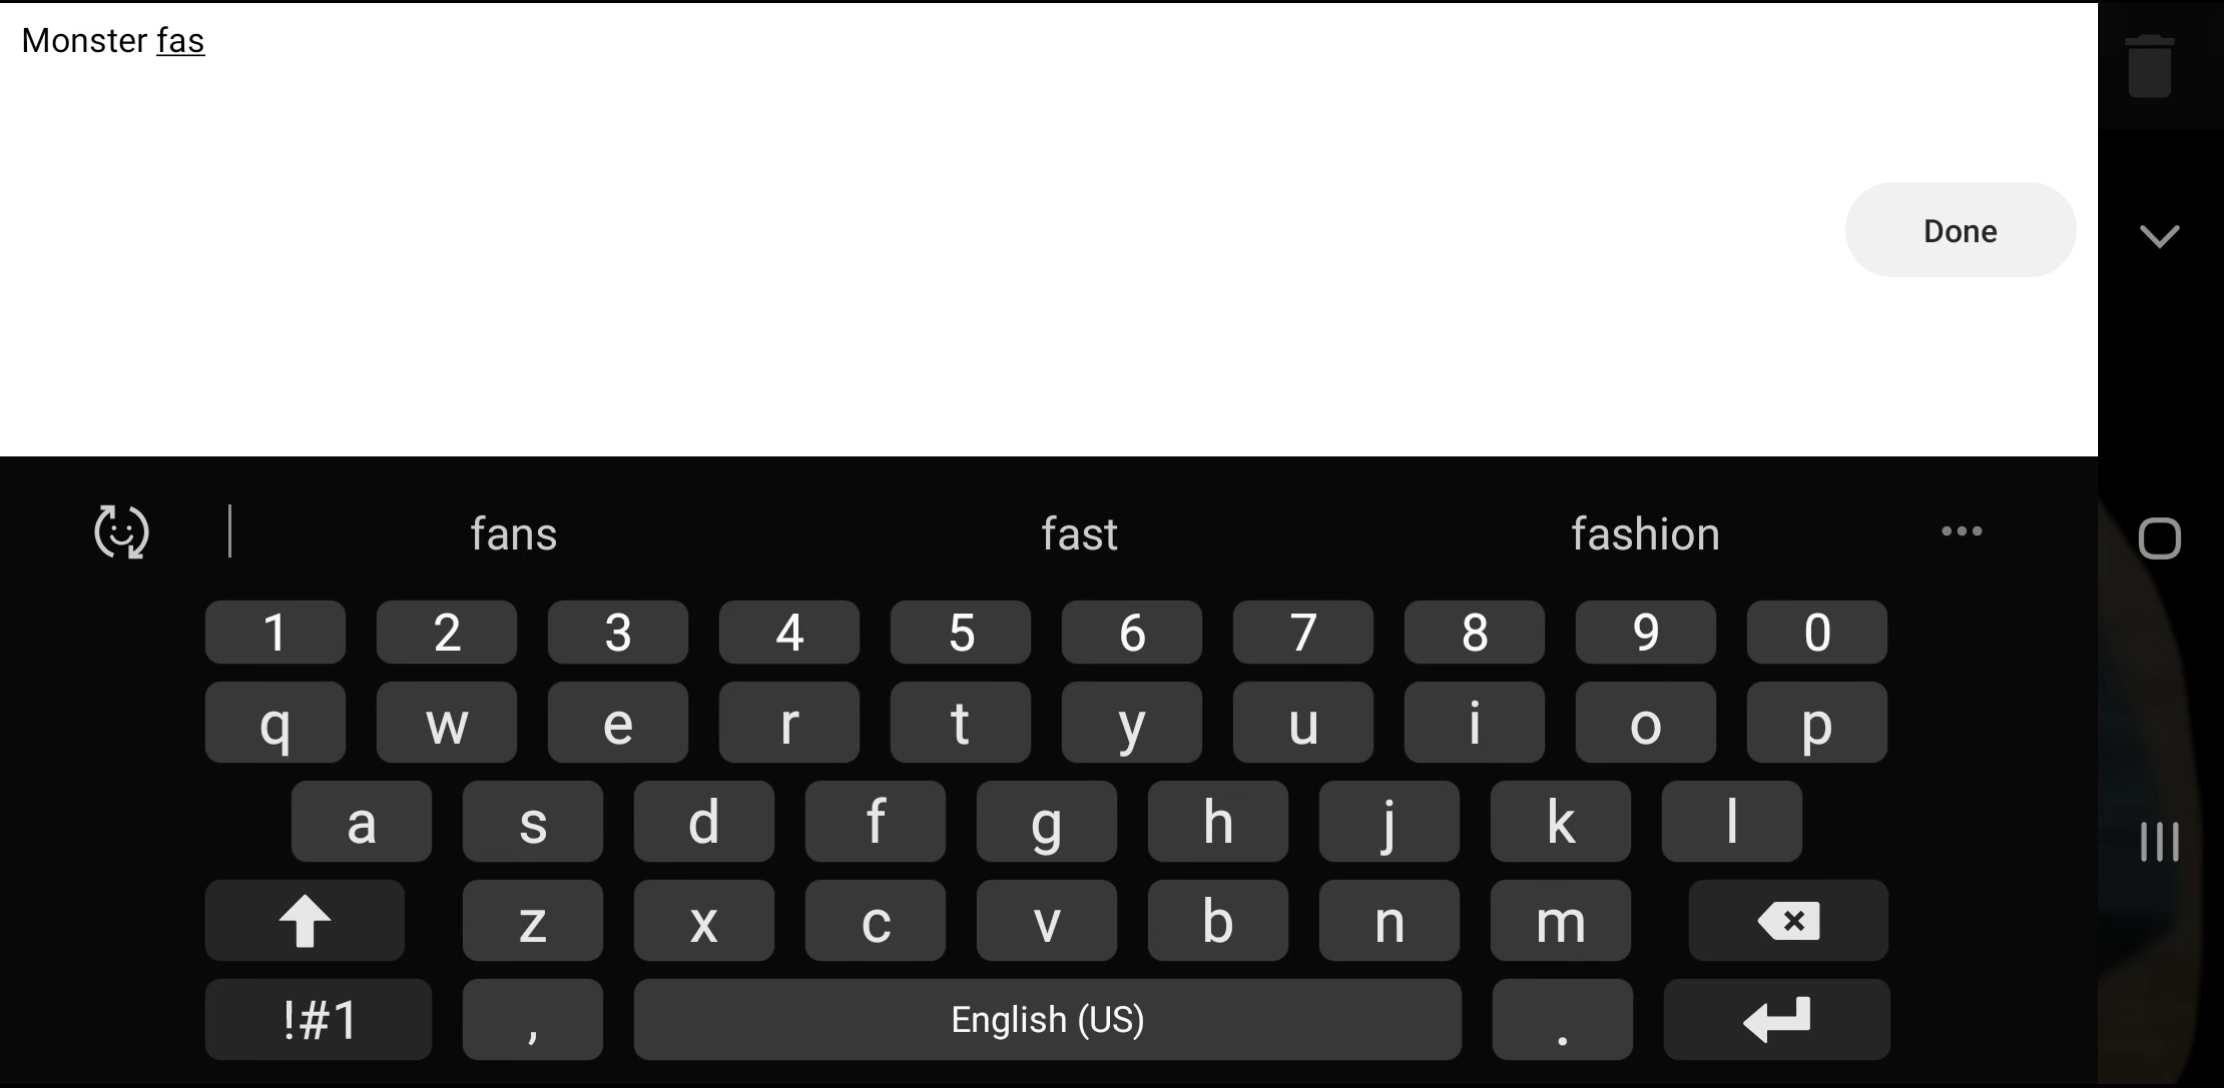 Monster fas
Done
fans fast fashion
1 2 3 4 5 6 7 8 9 0
q w e r t y u i o p
a s d f g h j k l
z x c v b n m
!#1 , English (US) .